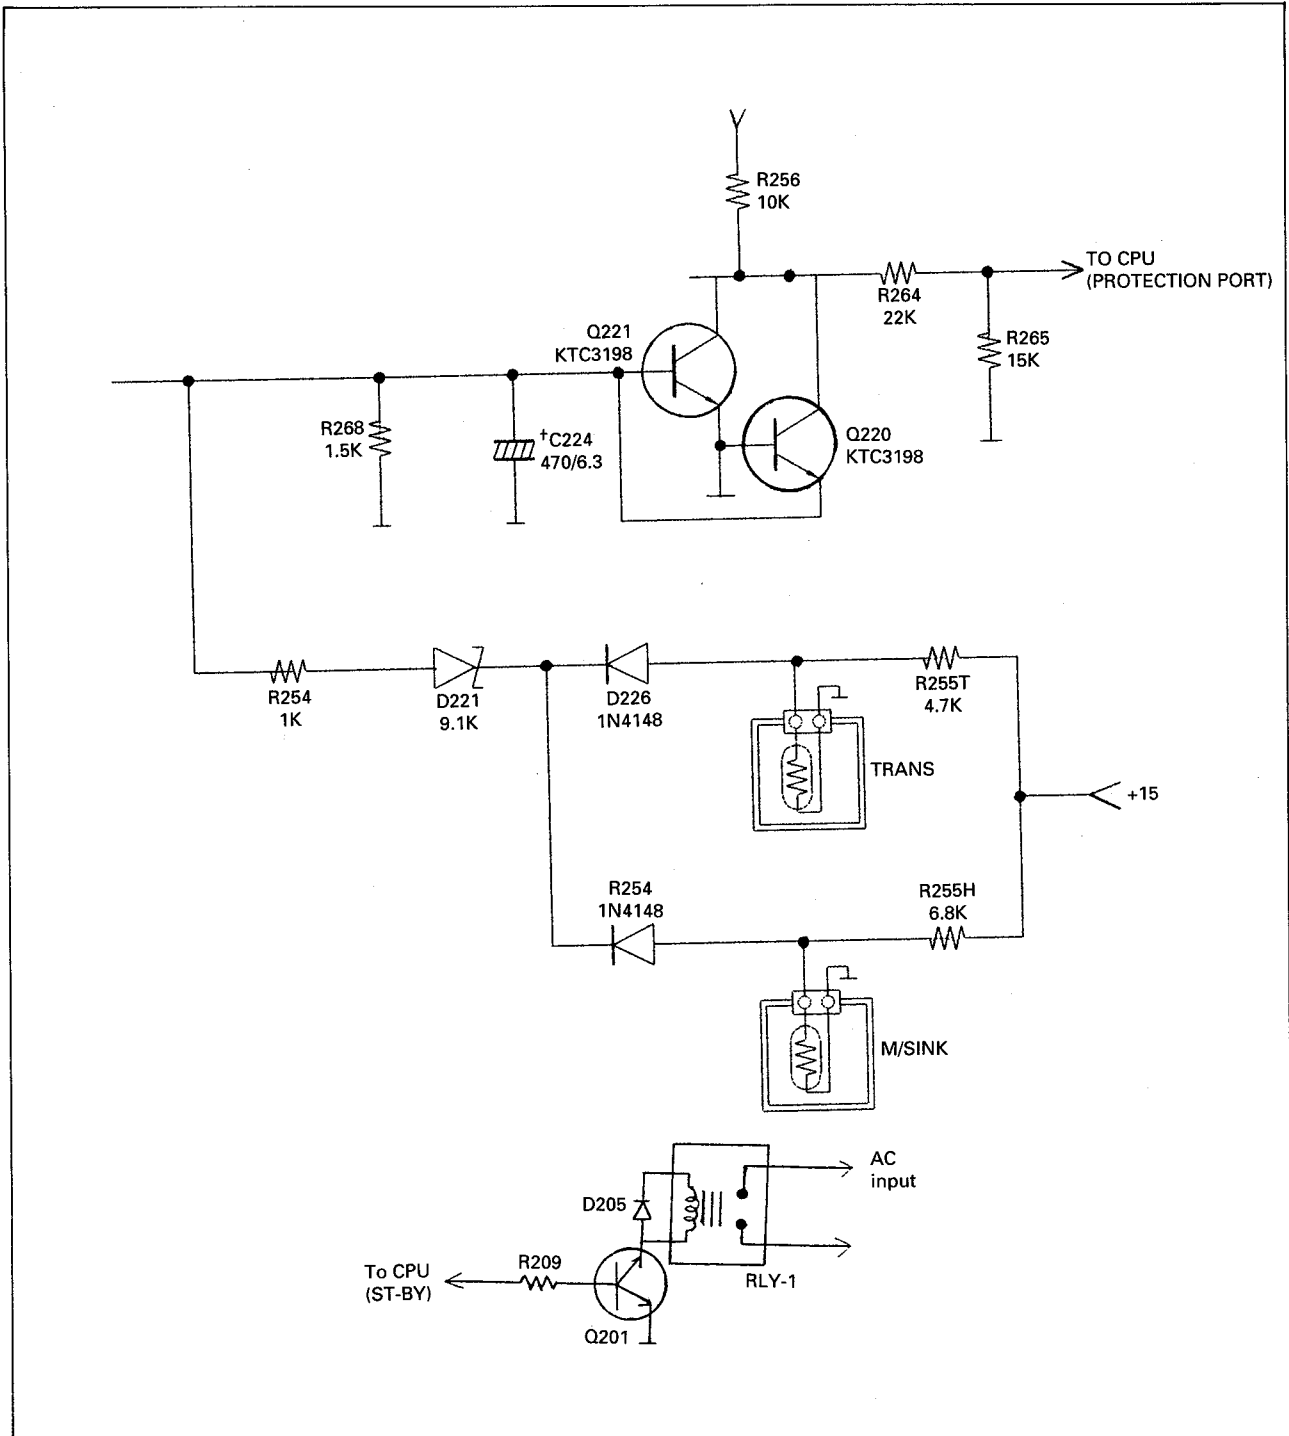 R256
10K
TO CPU
(PROTECTION PORT)
R264
22K
R265
15K
Q221
KTC3198
R268
1.5K
+C224
470/6.3
Q220
KTC3198
R254
1K
D221
9.1K
D226
1N4148
R255T
4.7K
TRANS
+15
R254
1N4148
R255H
6.8K
M/SINK
AC
input
D205
R209
To CPU
(ST-BY)
RLY-1
Q201